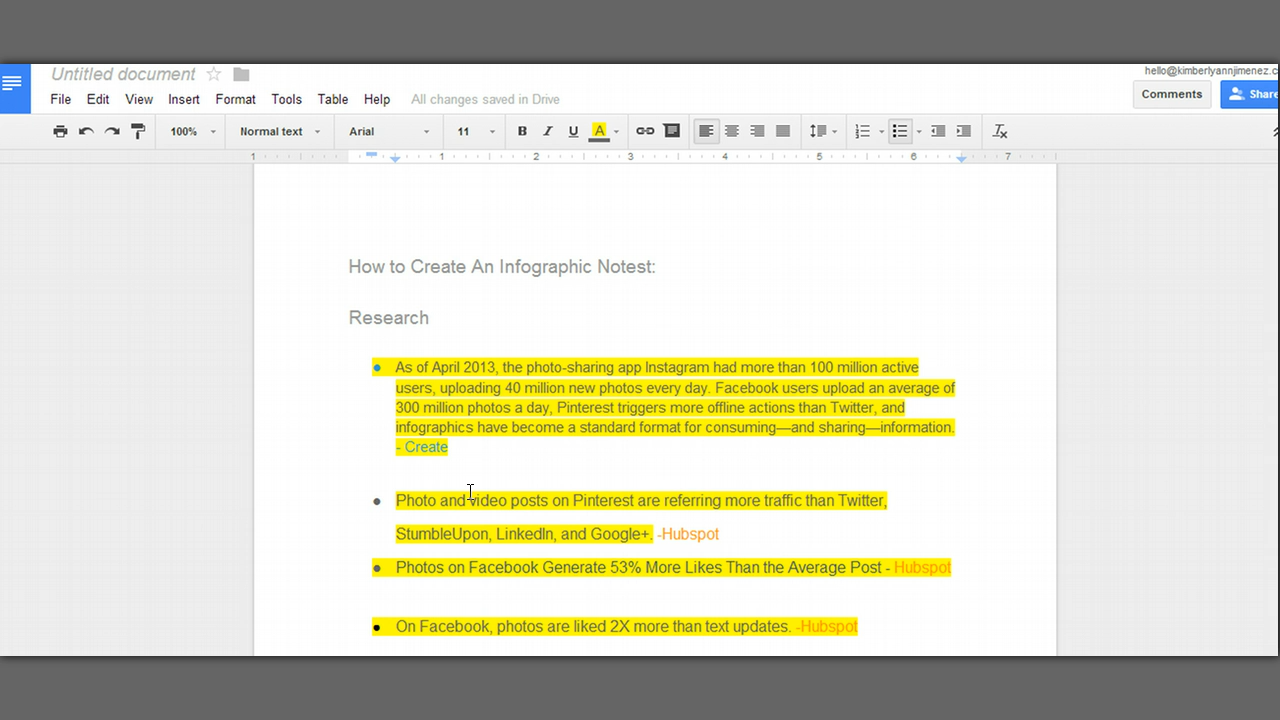 Untitled document
hello@kimberlyannjimenez.c
File Edit View Insert Format Tools Table Help All changes saved in Drive
Comments Share
100% Normal text Arial 11 B I U A
1 1 2 3 4 5 6 7
How to Create An Infographic Notest:
Research
As of April 2013, the photo-sharing app Instagram had more than 100 million active
users, uploading 40 million new photos every day. Facebook users upload an average of
300 million photos a day, Pinterest triggers more offline actions than Twitter, and
infographics have become a standard format for consuming—and sharing—information.
- Create
Photo and video posts on Pinterest are referring more traffic than Twitter,
StumbleUpon, LinkedIn, and Google+. -Hubspot
Photos on Facebook Generate 53% More Likes Than the Average Post - Hubspot
On Facebook, photos are liked 2X more than text updates. -Hubspot